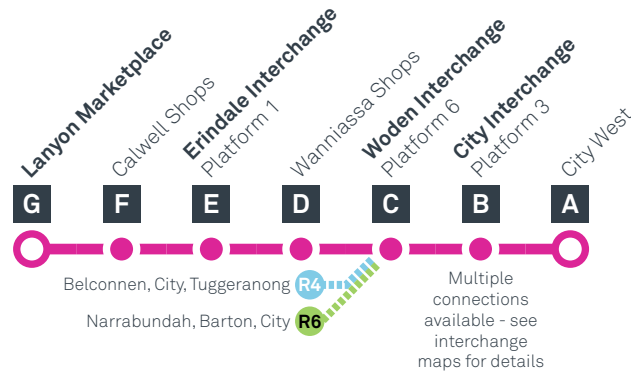 Lanyon Marketplace
Calwell Shops
Erindale Interchange
Platform 1
Wanniassa Shops
Woden Interchange
Platform 6
City Interchange
Platform 3
City West
G
F
E
D
C
B
A
Belconnen, City, Tuggeranong R4
Narrabundah, Barton, City R6
Multiple
connections
available - see
interchange
maps for details